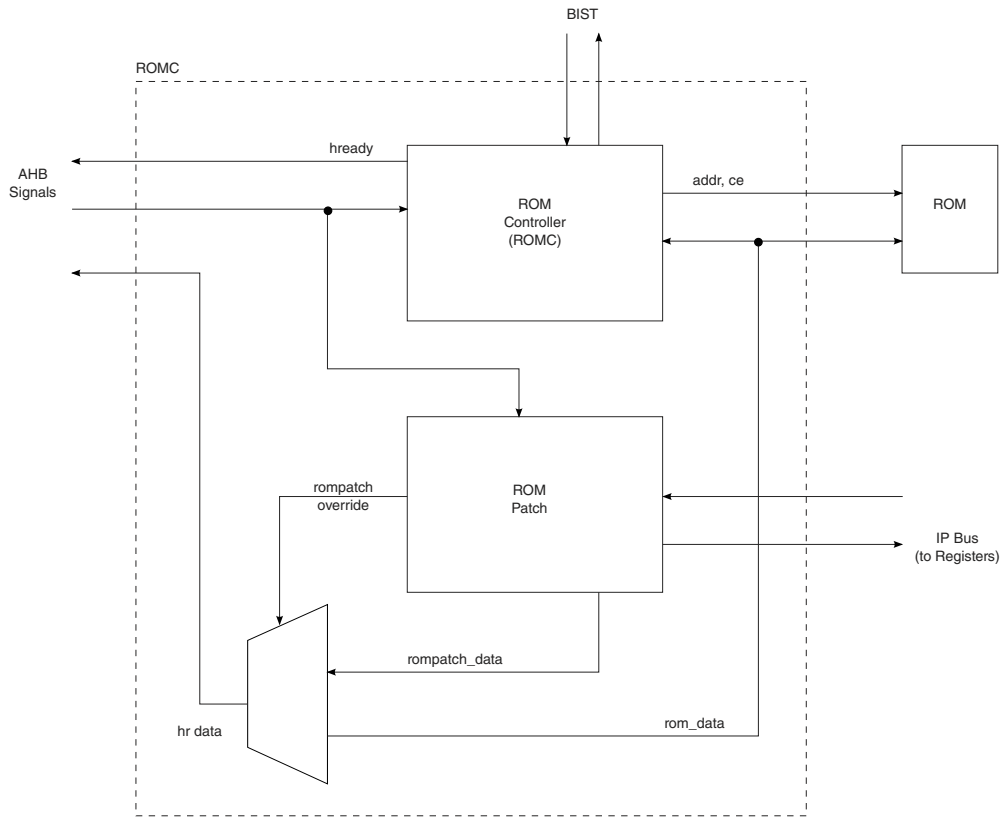 BIST
ROMC
hready
AHB
Signals
addr, ce
ROM
Controller
(ROMC)
ROM
rompatch
override
ROM
Patch
IP Bus
(to Registers)
rompatch_data
hr data
rom_data